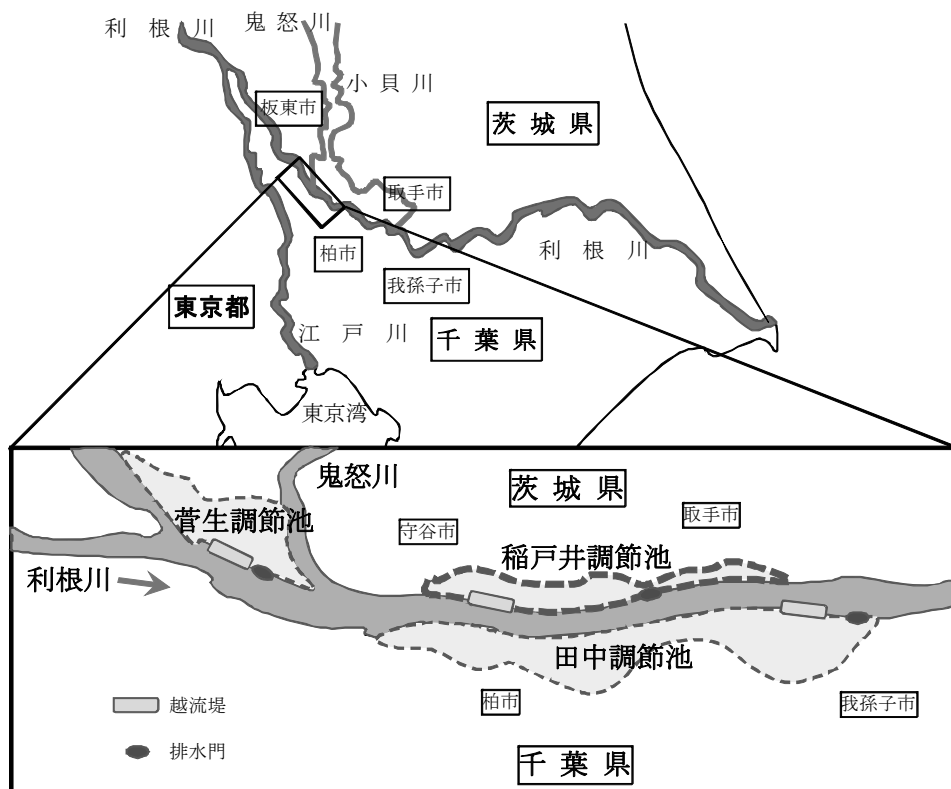 利根川
鬼怒川
小貝川
板東市
茨城県
取手市
利根川
柏市
我孫子市
東京都
江戸川
千葉県
東京湾
鬼怒川
茨城県
取手市
菅生調節池
守谷市
稲戸井調節池
利根川
田中調節池
越流堤
柏市
我孫子市
排水門
千葉県